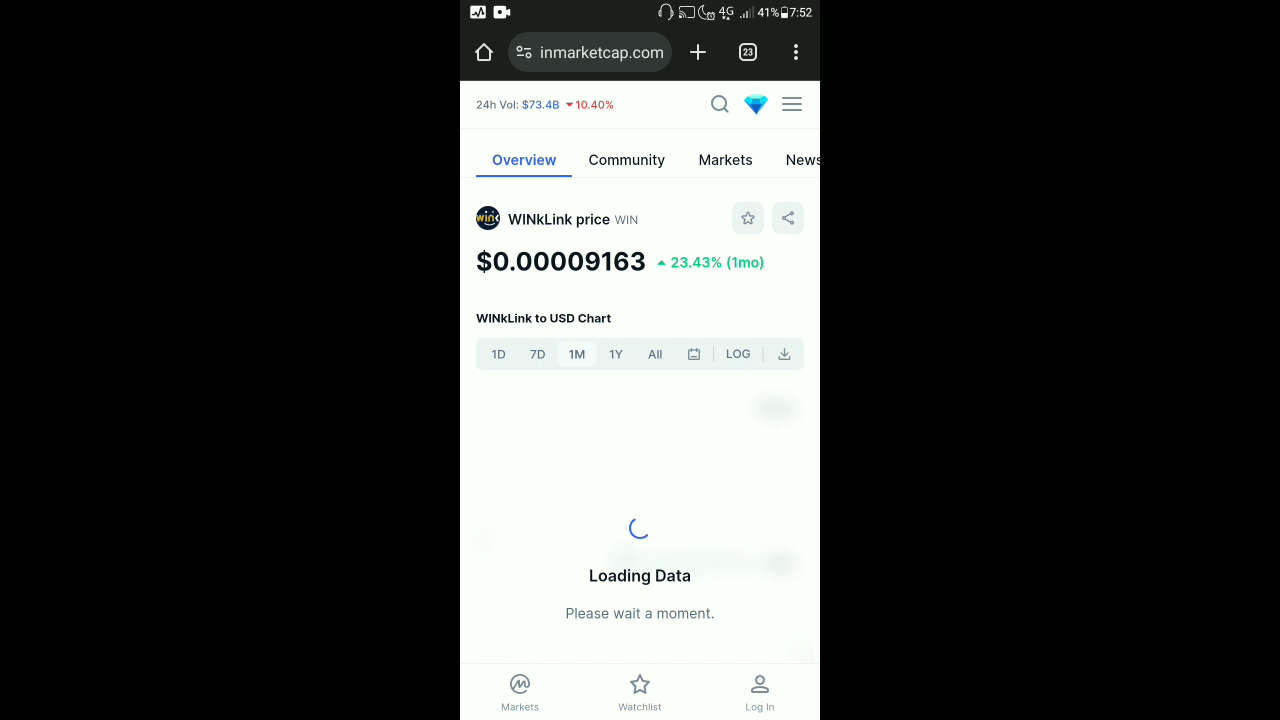 4G 41% 7:52
inmarketcap.com 23
24h Vol: $73.4B 10.40%
Overview Community Markets News
win WINkLink price WIN
$0.00009163 23.43% (1mo)
WINkLink to USD Chart
1D 7D 1M 1Y All LOG
Loading Data
Please wait a moment.
Markets Watchlist Log In